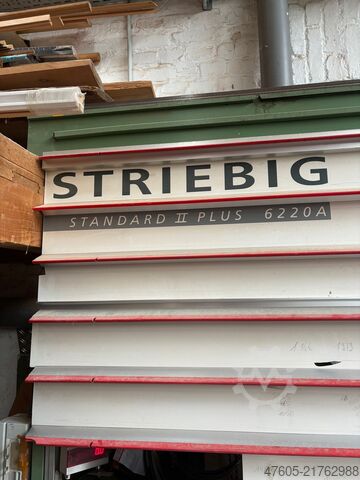 STRIEBIG
STANDARD II PLUS 6220A
47605-21762988